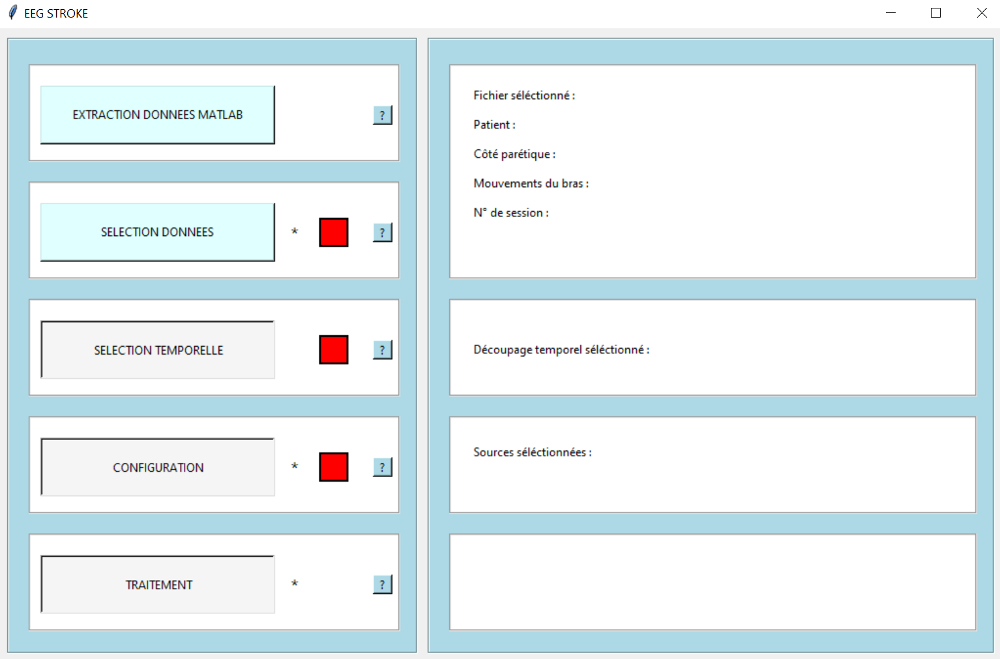 EEG STROKE
EXTRACTION DONNEES MATLAB
?
SELECTION DONNEES
*
?
SELECTION TEMPORELLE
?
CONFIGURATION
*
?
TRAITEMENT
*
?
Fichier séléctionné :
Patient :
Côté parétique :
Mouvements du bras :
N° de session :
Découpage temporel séléctionné :
Sources séléctionnées :